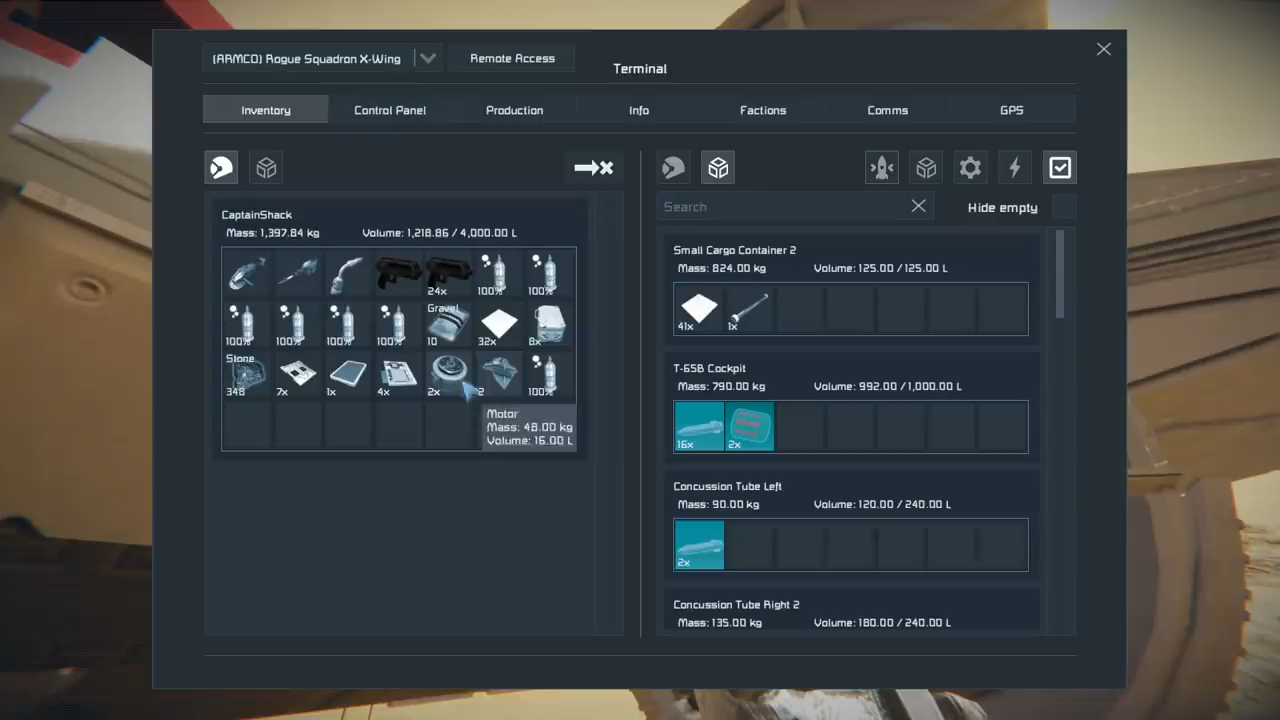 [ARMCO] Rogue Squadron X-Wing
Remote Access
Terminal
Inventory
Control Panel
Production
Info
Factions
Comms
GPS
CaptainShack
Mass: 1,397.84 kg
Volume: 1,218.86 / 4,000.00 L
24x
100%
100%
100%
100%
100%
100%
Gravel
10
32x
8x
Stone
348
7x
1x
4x
2x
2
100%
Motor
Mass: 48.00 kg
Volume: 16.00 L
Search
Hide empty
Small Cargo Container 2
Mass: 824.00 kg
Volume: 125.00 / 125.00 L
41x
1x
T-65B Cockpit
Mass: 790.00 kg
Volume: 992.00 / 1,000.00 L
16x
2x
Concussion Tube Left
Mass: 90.00 kg
Volume: 120.00 / 240.00 L
2x
Concussion Tube Right 2
Mass: 135.00 kg
Volume: 180.00 / 240.00 L